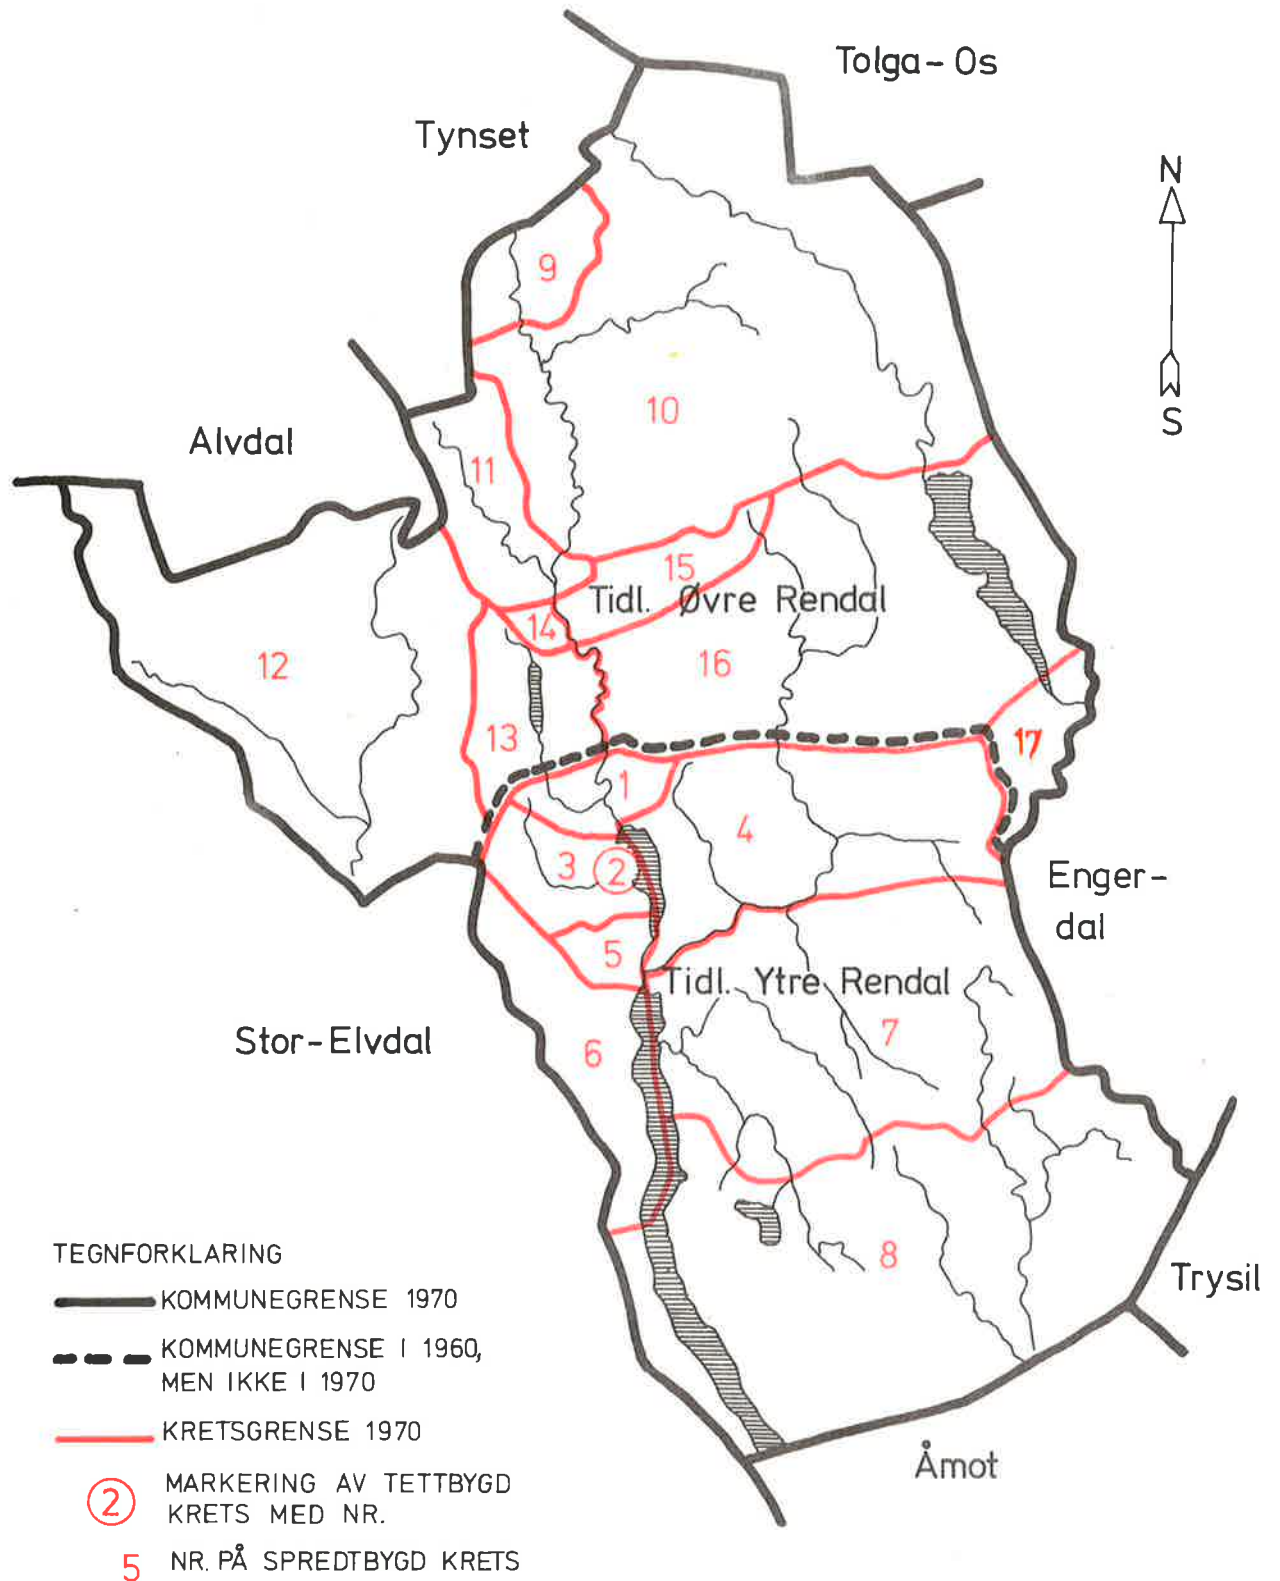 Tolga-Os
Tynset
N
S
9
10
Alvdal
11
15
Tidl. Øvre Rendal
14
12
16
13
17
1
4
3
2
Enger-
dal
5
Tidl. Ytre Rendal
Stor-Elvdal
6
7
8
Trysil
Åmot
TEGNFORKLARING
KOMMUNEGRENSE 1970
KOMMUNEGRENSE I 1960,
MEN IKKE I 1970
KRETSGRENSE 1970
2 MARKERING AV TETTBYGD
KRETS MED NR.
5 NR. PÅ SPREDTBYGD KRETS